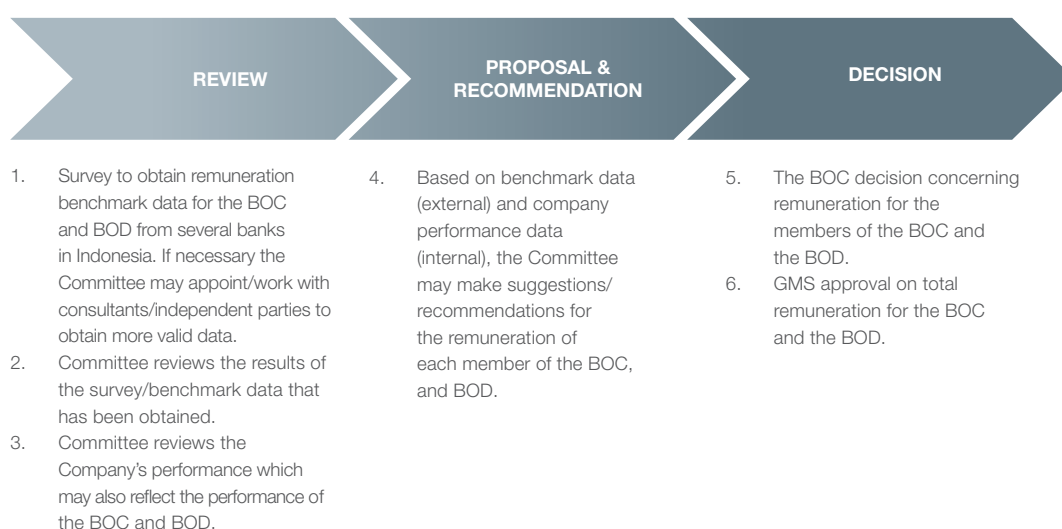 REVIEW
PROPOSAL &
RECOMMENDATION
DECISION
1. Survey to obtain remuneration
benchmark data for the BOC
and BOD from several banks
in Indonesia. If necessary the
Committee may appoint/work with
consultants/independent parties to
obtain more valid data.
2. Committee reviews the results of
the survey/benchmark data that
has been obtained.
3. Committee reviews the
Company's performance which
may also reflect the performance of
the BOC and BOD.
4. Based on benchmark data
(external) and company
performance data
(internal), the Committee
may make suggestions/
recommendations for
the remuneration of
each member of the BOC,
and BOD.
5. The BOC decision concerning
remuneration for the
members of the BOC and
the BOD.
6. GMS approval on total
remuneration for the BOC
and the BOD.